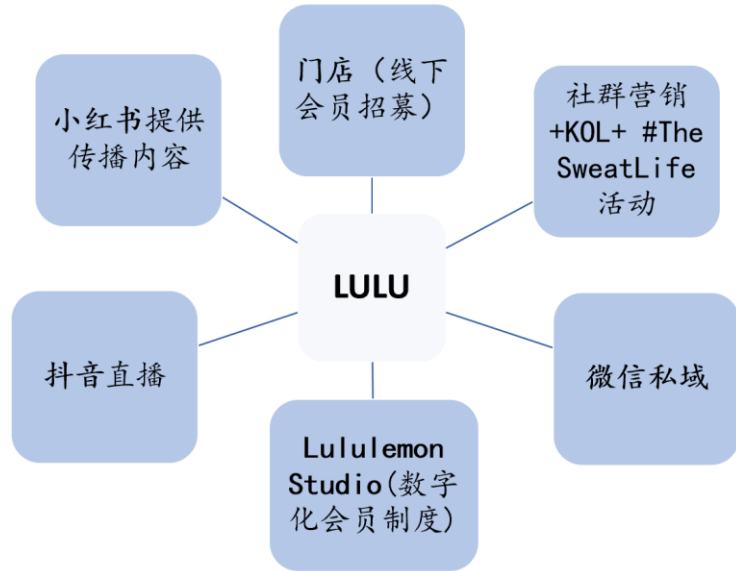 门店（线下
会员招募）
小红书提供
传播内容
社群营销
+KOL+ #The
SweatLife
活动
LULU
抖音直播
微信私域
Lululemon
Studio(数字
化会员制度)